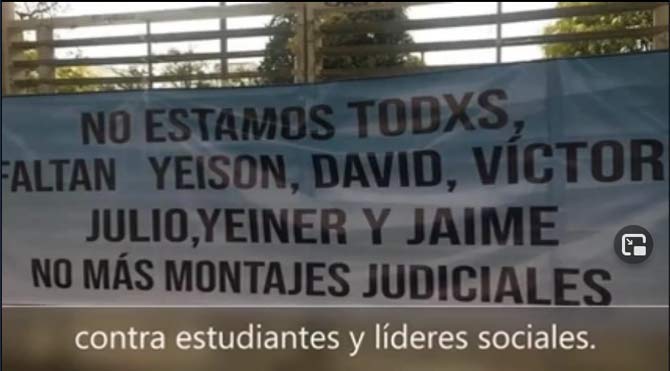 NO ESTAMOS TODXS,
FALTAN YEISON, DAVID, VÍCTOR
JULIO,YEINER Y JAIME
NO MÁS MONTAJES JUDICIALES
contra estudiantes y líderes sociales.